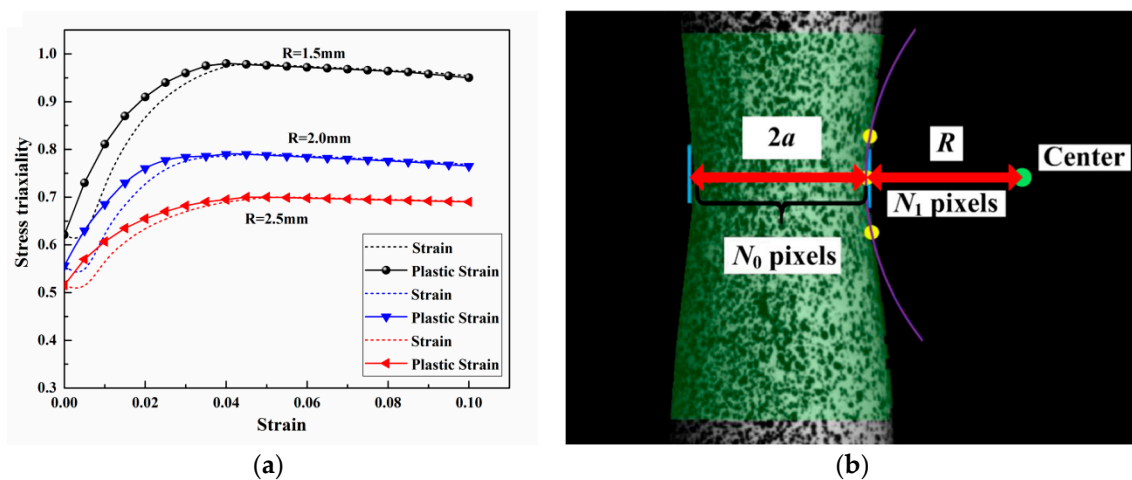 1.0
0.9
0.8
0.7
0.6
0.5
0.4
0.3
Stress triaxiality
R=1.5mm
R=2.0mm
R=2.5mm
Strain
Plastic Strain
Strain
Plastic Strain
Strain
Plastic Strain
0.00 0.02 0.04 0.06 0.08 0.10
Strain
(a)
2a
R
Center
N1 pixels
N0 pixels
(b)